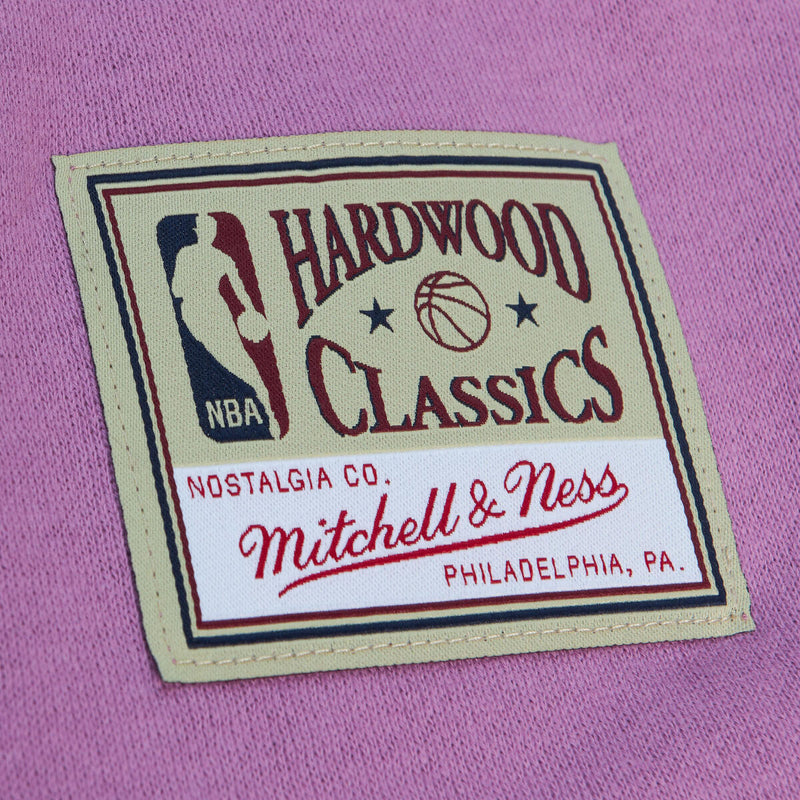 HARDWOOD
CLASSICS
NBA
NOSTALGIA CO.
Mitchell & Ness
PHILADELPHIA, PA.